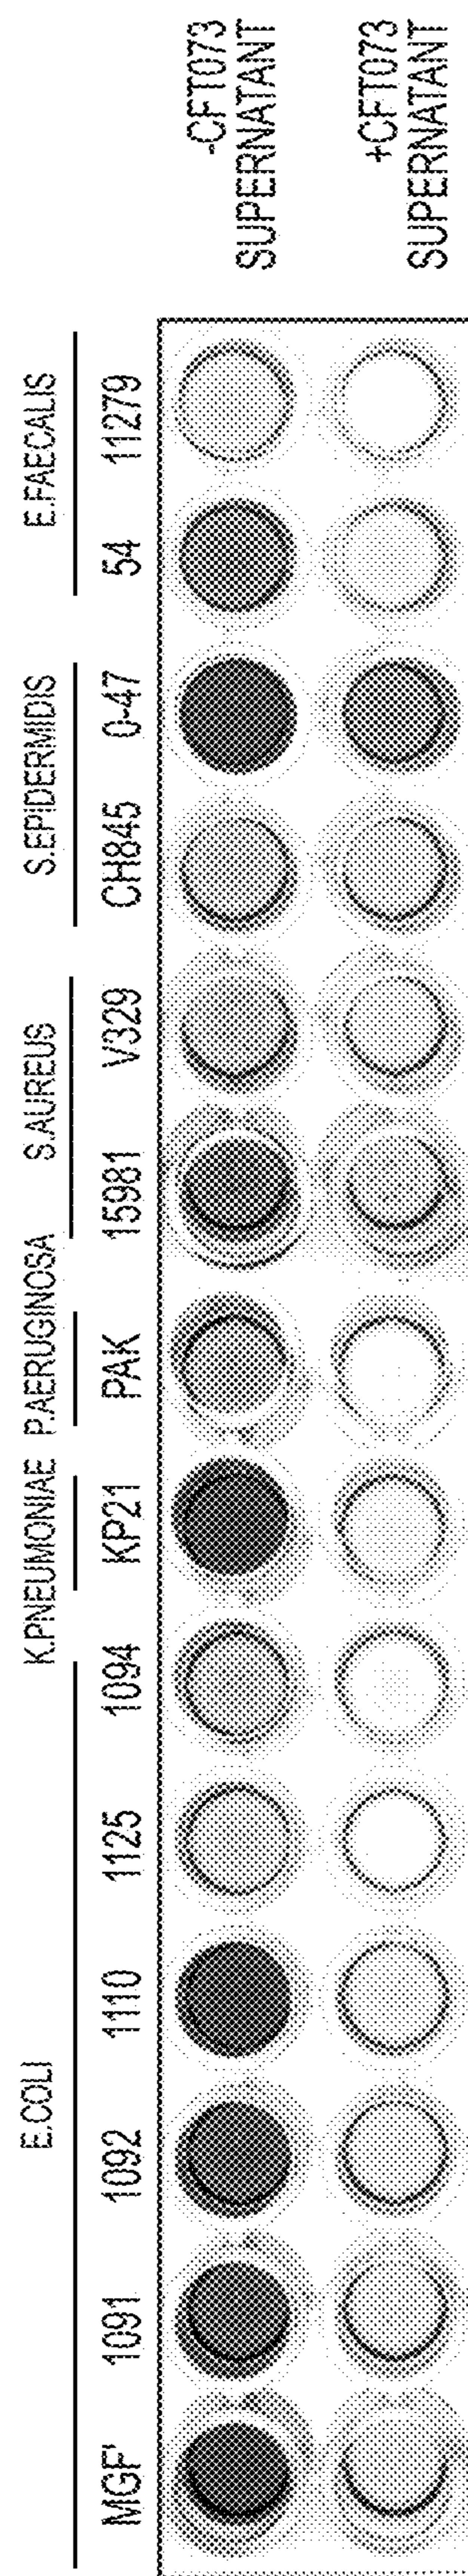 E.COLI
K.PNEUMONIAE
P.AERUGINOSA
S.AUREUS
S.EPIDERMIDIS
E.FAECALIS
MGF'
1091
1092
1110
1125
1094
KP21
PAK
15981
V329
CH845
0-47
54
11279
-CFT073
SUPERNATANT
+CFT073
SUPERNATANT